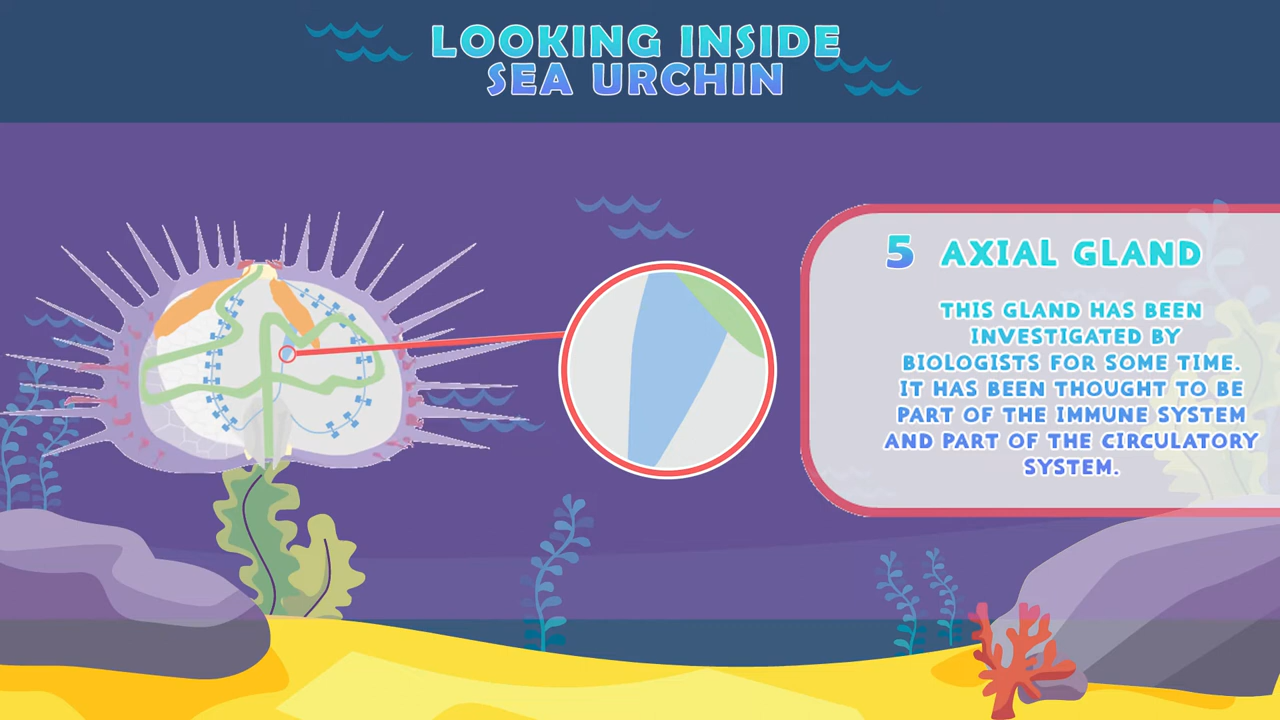 LOOKING INSIDE
SEA URCHIN
5 AXIAL GLAND
THIS GLAND HAS BEEN
INVESTIGATED BY
BIOLOGISTS FOR SOME TIME.
IT HAS BEEN THOUGHT TO BE
PART OF THE IMMUNE SYSTEM
AND PART OF THE CIRCULATORY
SYSTEM.